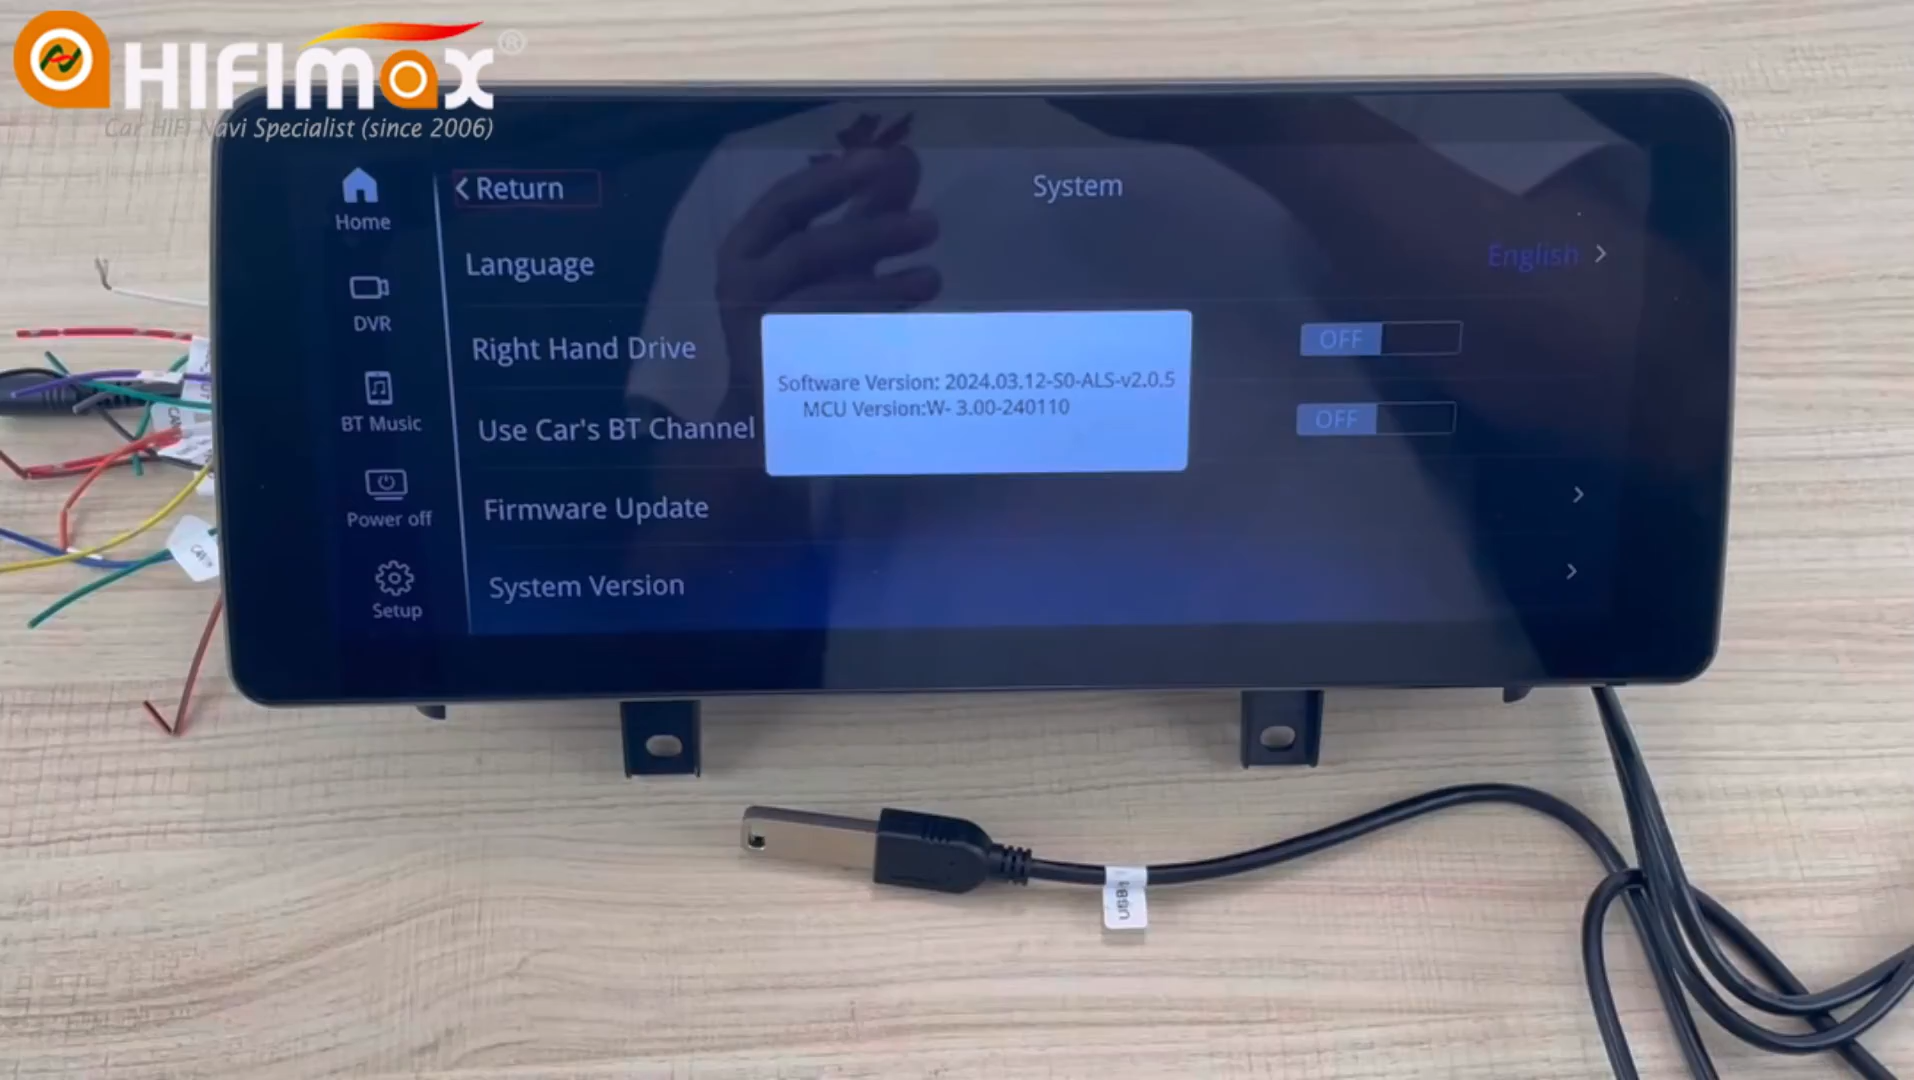 HIFIMAX®
Car HiFi Navi Specialist (since 2006)
Return
System
Home
Language
English
DVR
Right Hand Drive
OFF
Software Version: 2024.03.12-S0-ALS-v2.0.5
MCU Version:W- 3.00-240110
BT Music
Use Car's BT Channel
OFF
Power off
Firmware Update
System Version
Setup